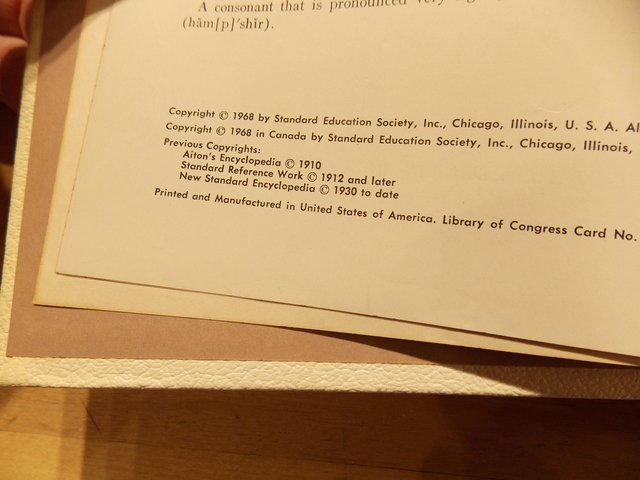 A consonant that is pronounced very
(hăm[p]′shĭr).
Copyright © 1968 by Standard Education Society, Inc., Chicago, Illinois, U. S. A. Al
Copyright © 1968 in Canada by Standard Education Society, Inc., Chicago, Illinois,
Previous Copyrights:
Aiton's Encyclopedia © 1910
Standard Reference Work © 1912 and later
New Standard Encyclopedia © 1930 to date
Printed and Manufactured in United States of America. Library of Congress Card No.